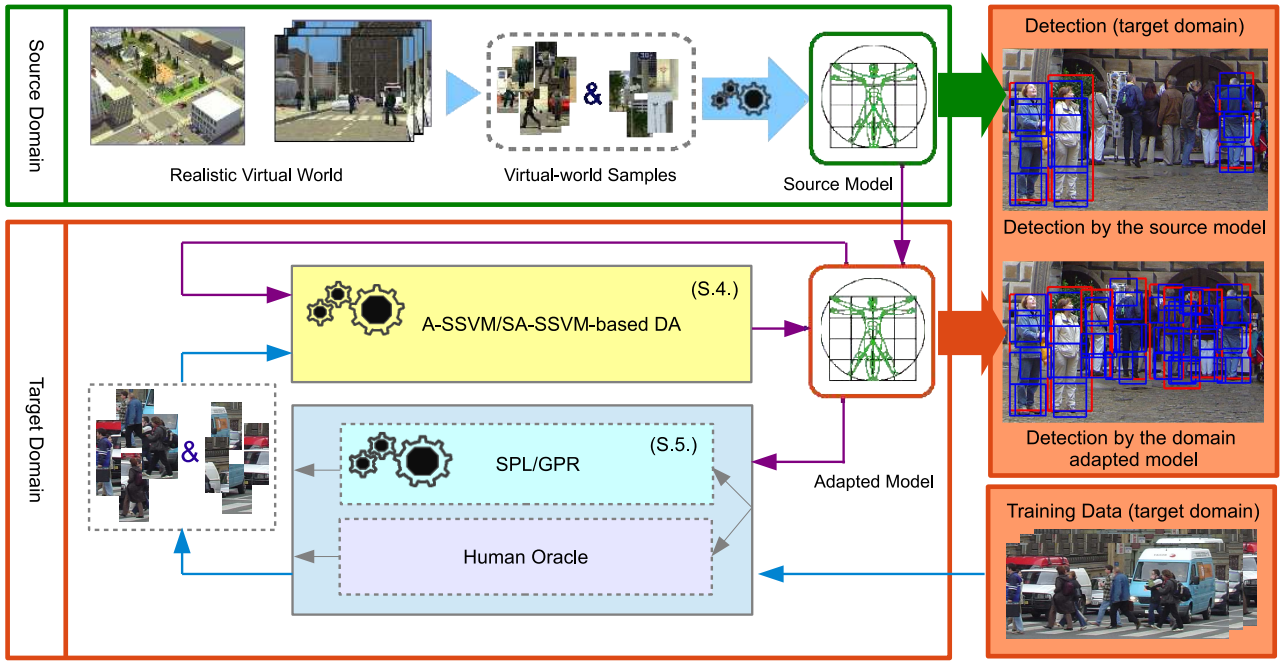 Source Domain
Realistic Virtual World
&
Virtual-world Samples
Source Model
Detection (target domain)
Detection by the source model
Target Domain
(S.4.)
A-SSVM/SA-SSVM-based DA
&
(S.5.)
SPL/GPR
Human Oracle
Adapted Model
Detection by the domain
adapted model
Training Data (target domain)